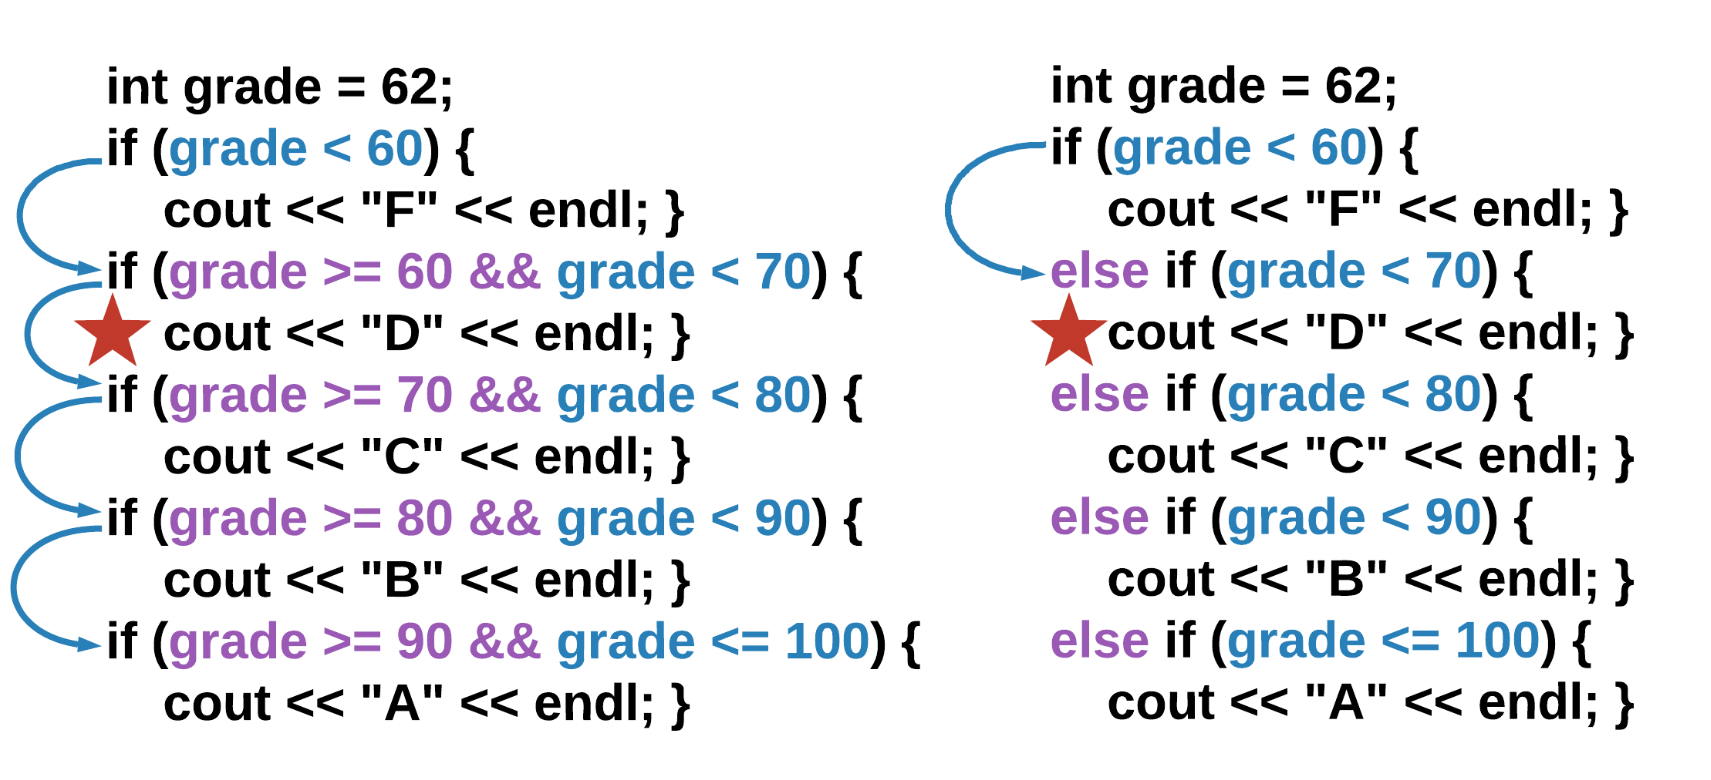 int grade = 62;
if (grade < 60) {
cout << "F" << endl; }
if (grade >= 60 && grade < 70) {
cout << "D" << endl; }
if (grade >= 70 && grade < 80) {
cout << "C" << endl; }
if (grade >= 80 && grade < 90) {
cout << "B" << endl; }
if (grade >= 90 && grade <= 100) {
cout << "A" << endl; }
int grade = 62;
if (grade < 60) {
cout << "F" << endl; }
else if (grade < 70) {
cout << "D" << endl; }
else if (grade < 80) {
cout << "C" << endl; }
else if (grade < 90) {
cout << "B" << endl; }
else if (grade <= 100) {
cout << "A" << endl; }